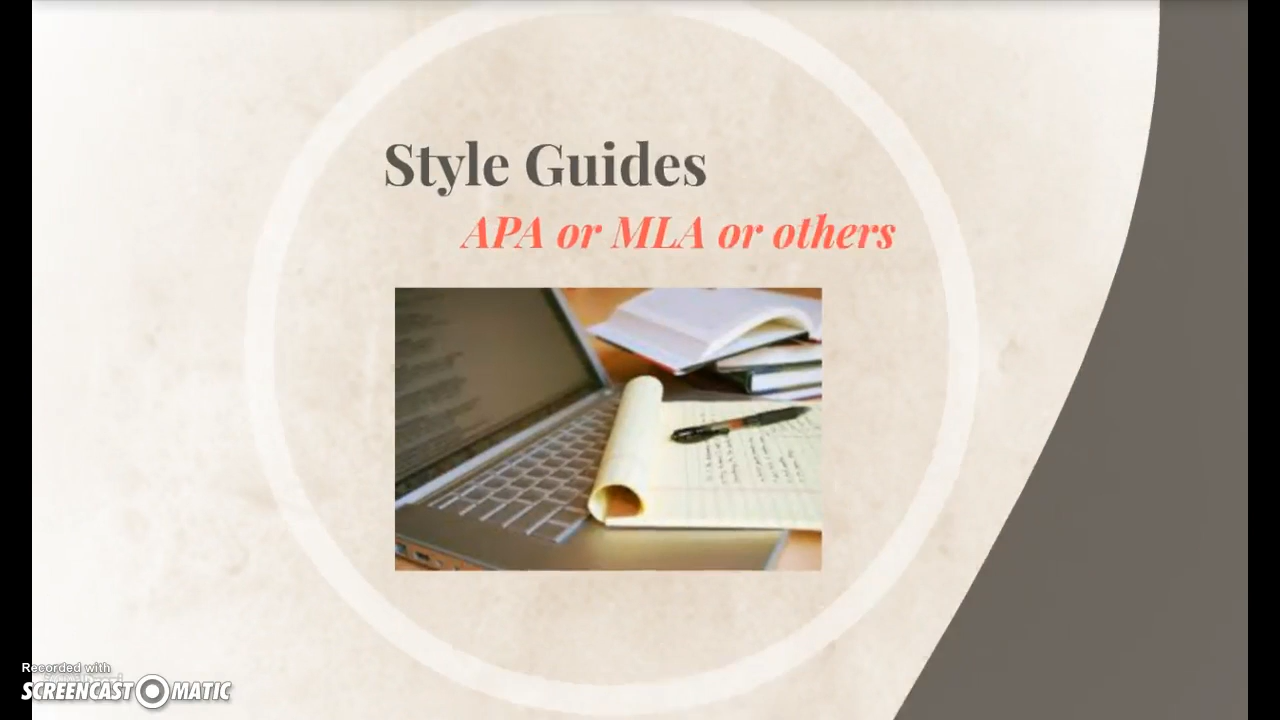 Style Guides
APA or MLA or others
Recorded with
SCREENCAST MATIC